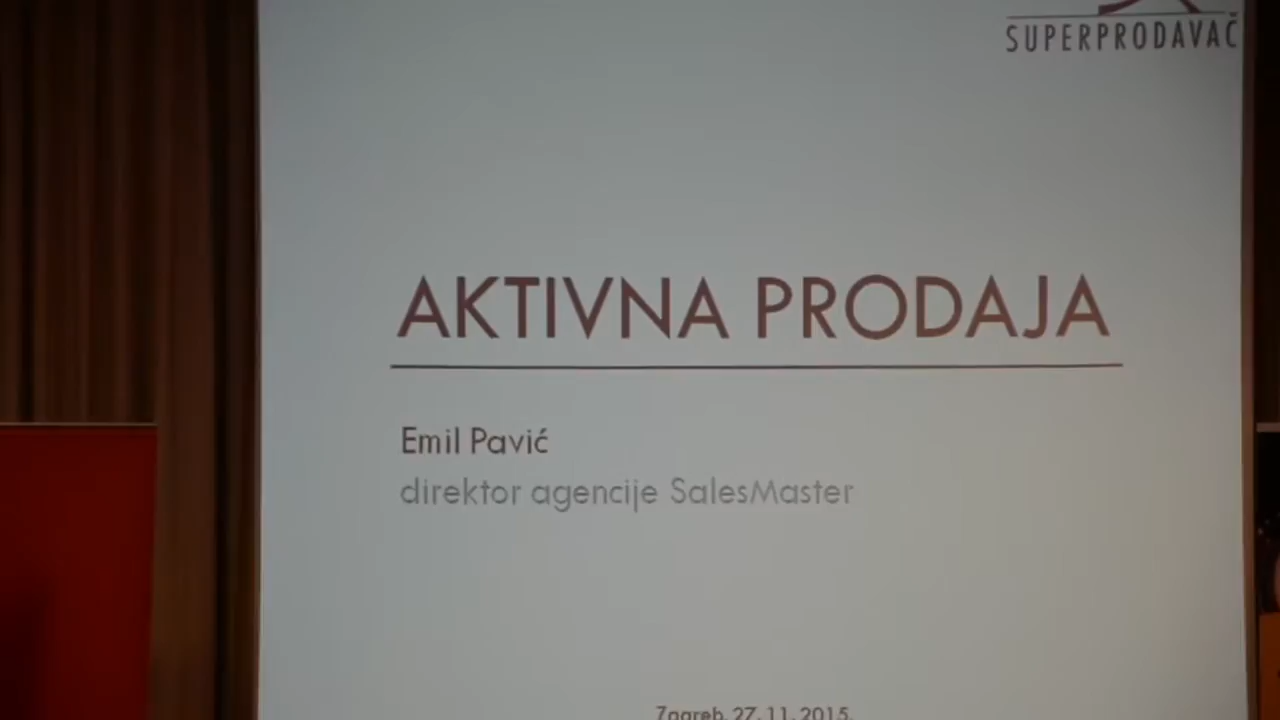 SUPERPRODAVAČ
AKTIVNA PRODAJA
Emil Pavić
direktor agencije SalesMaster
Zagreb, 27. 11. 2015.